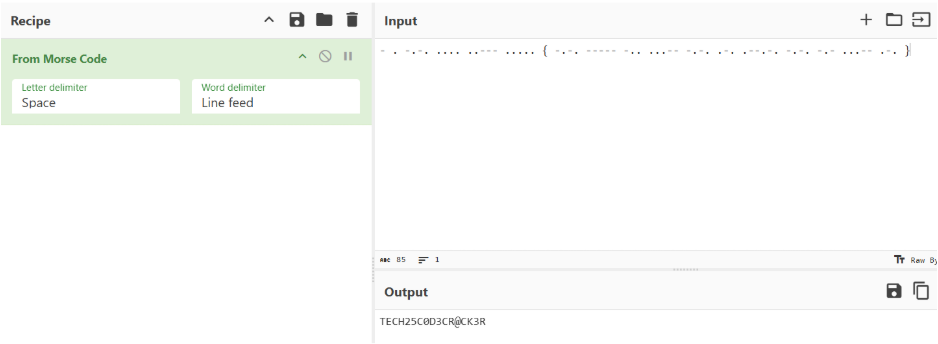 Recipe
From Morse Code
Letter delimiter
Space
Word delimiter
Line feed
Input
- . -.-. .... ..--- ..... { -.-. ----- -.. ...-- -.-. .-. .--.-. -.-. -.- ...-- .-. }
ABC 85 1
Tт Raw By
Output
TECH25C0D3CR@CK3R